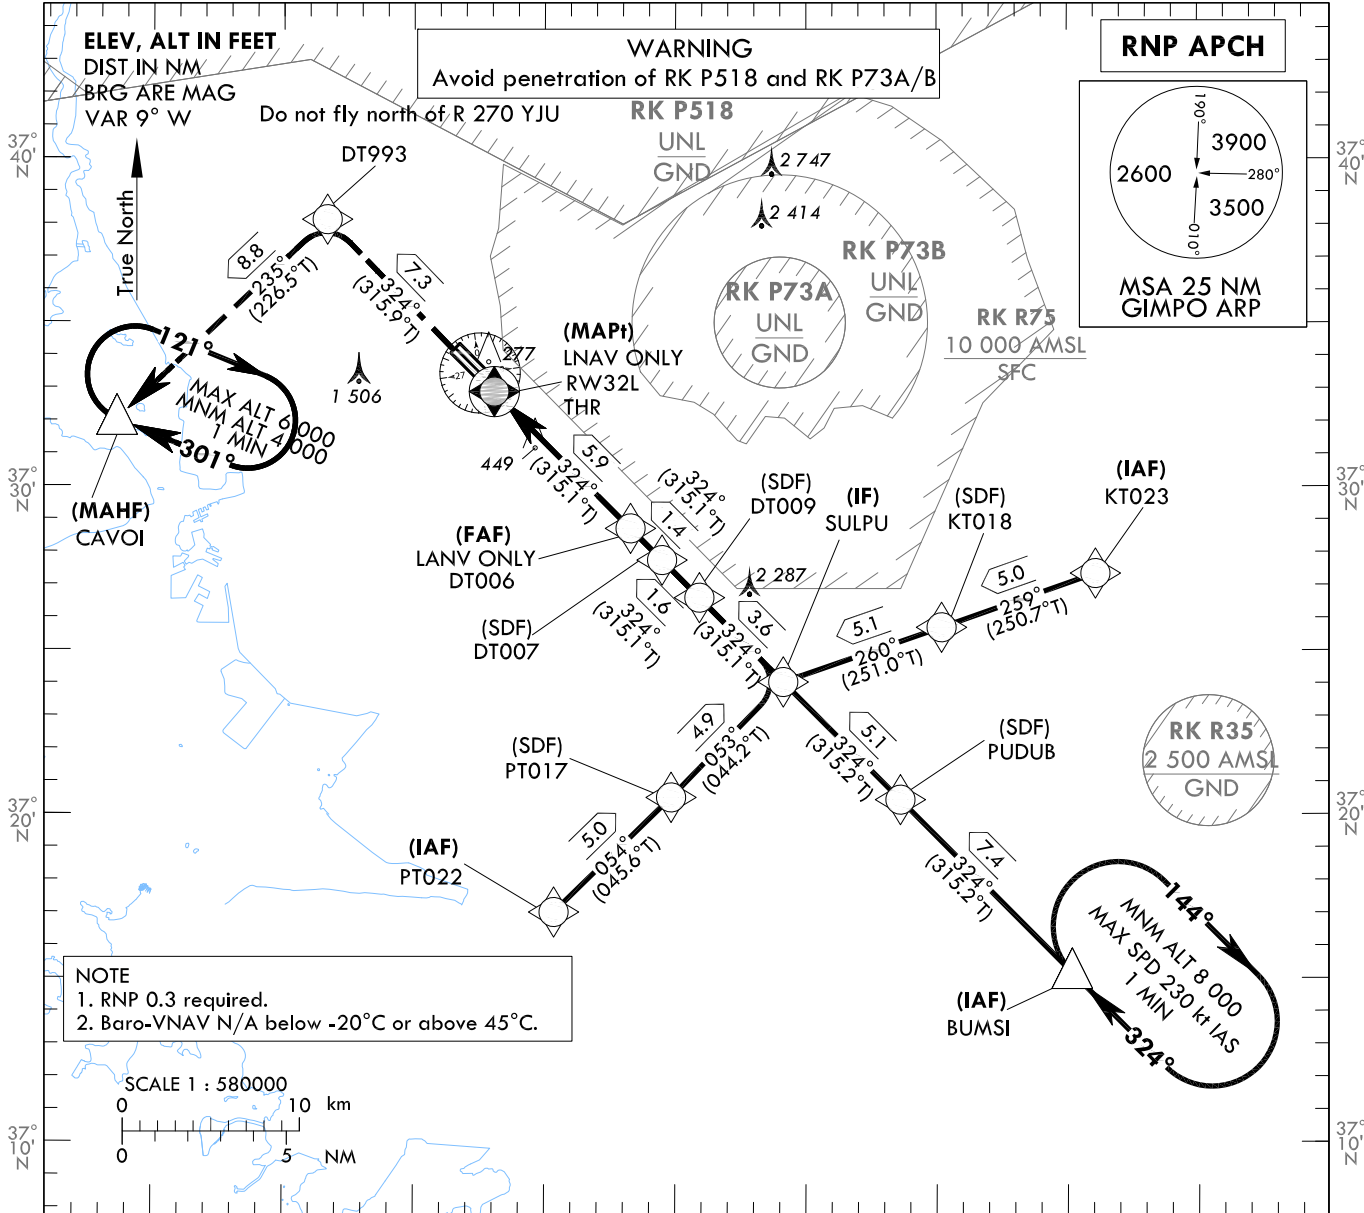 ELEV, ALT IN FEET
DIST IN NM
BRG ARE MAG
VAR 9° W
WARNING
Avoid penetration of RK P518 and RK P73A/B
Do not fly north of R 270 YJU
RNP APCH
190°
3900
2600
280°
3500
010°
MSA 25 NM
GIMPO ARP
37°
40'
N
37°
40'
N
True North
DT993
RK P518
UNL
GND
2 747
2 414
RK P73B
UNL
GND
RK P73A
UNL
GND
RK R75
10 000 AMSL
SFC
8.8
235°
(226.5°T)
7.3
324°
(315.9°T)
(MAPt)
LNAV ONLY
RW32L
THR
277
27
0
1 506
121°
MAX ALT 6 000
MNM ALT 4 000
1 MIN
301°
(MAHF)
CAVOI
449
5.9
324°
(315.1°T)
37°
30'
N
37°
30'
N
324°
(315.1°T)
1.4
(SDF)
DT009
(IF)
SULPU
(SDF)
KT018
(IAF)
KT023
(FAF)
LANV ONLY
DT006
2 287
5.0
259°
(250.7°T)
1.6
324°
(315.1°T)
3.6
324°
(315.1°T)
5.1
260°
(251.0°T)
(SDF)
DT007
4.9
053°
(044.2°T)
5.1
324°
(315.2°T)
(SDF)
PT017
(SDF)
PUDUB
RK R35
2 500 AMSL
GND
37°
20'
N
37°
20'
N
(IAF)
PT022
5.0
054°
(045.6°T)
7.4
324°
(315.2°T)
144°
MNM ALT 8 000
MAX SPD 230 kt IAS
1 MIN
324°
(IAF)
BUMSI
NOTE
1. RNP 0.3 required.
2. Baro-VNAV N/A below -20°C or above 45°C.
SCALE 1 : 580000
0 10 km
0 5 NM
37°
10'
N
37°
10'
N